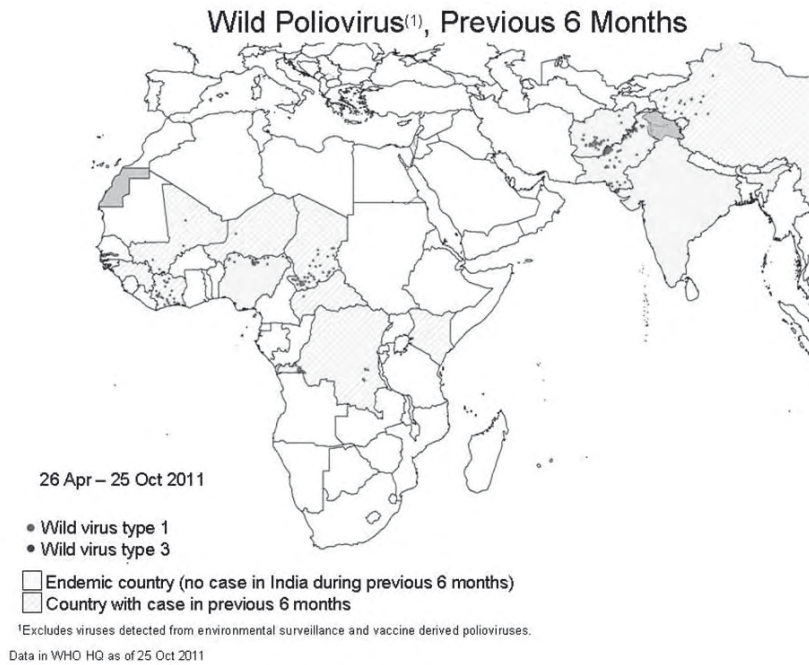 Wild Poliovirus(1), Previous 6 Months
26 Apr – 25 Oct 2011
Wild virus type 1
Wild virus type 3
Endemic country (no case in India during previous 6 months)
Country with case in previous 6 months
1Excludes viruses detected from environmental surveillance and vaccine derived polioviruses.
Data in WHO HQ as of 25 Oct 2011